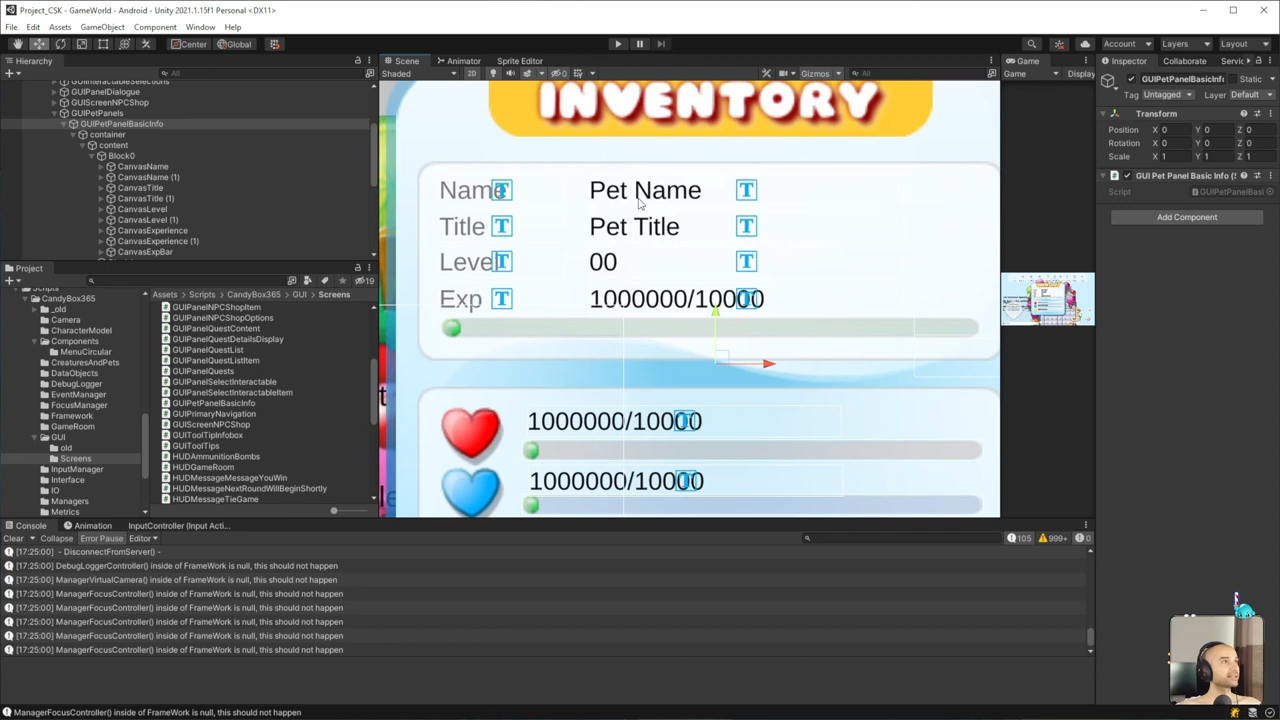 Project_CSK - GameWorld - Android - Unity 2021.1.15f1 Personal <DX11>
File Edit Assets GameObject Component Window Help
Center Global Account Layers Layout
Hierarchy
All
GUIPanelDialogue
GUIScreenNPCShop
GUIPetPanels
GUIPetPanelBasicInfo
container
content
Block0
CanvasName
CanvasName (1)
CanvasTitle
CanvasTitle (1)
CanvasLevel
CanvasLevel (1)
CanvasExperience
CanvasExperience (1)
CanvasExpBar
Scene Animator Sprite Editor
Shaded 2D Gizmos All
INVENTORY
Name Pet Name
Title Pet Title
Level 00
Exp 1000000/10000
1000000/10000
1000000/10000
Game
Game Display
Inspector Collaborate Servic
GUIPetPanelBasicInfo Static
Tag Untagged Layer Default
Transform
Position X 0 Y 0 Z 0
Rotation X 0 Y 0 Z 0
Scale X 1 Y 1 Z 1
GUI Pet Panel Basic Info (S
Script GUIPetPanelBasi
Add Component
Project
19
Scripts
CandyBox365
_old
Camera
CharacterModel
Components
MenuCircular
CreaturesAndPets
DataObjects
DebugLogger
EventManager
FocusManager
Framework
GameRoom
GUI
old
Screens
InputManager
Interface
IO
Managers
Metrics
Assets > Scripts > CandyBox365 > GUI > Screens
GUIPanelNPCShopItem
GUIPanelNPCShopOptions
GUIPanelQuestContent
GUIPanelQuestDetailsDisplay
GUIPanelQuestList
GUIPanelQuestListItem
GUIPanelQuests
GUIPanelSelectInteractable
GUIPanelSelectInteractableItem
GUIPetPanelBasicInfo
GUIPrimaryNavigation
GUIScreenNPCShop
GUIToolTipInfobox
GUIToolTips
HUDAmmunitionBombs
HUDGameRoom
HUDMessageMessageYouWin
HUDMessageNextRoundWillBeginShortly
HUDMessageTieGame
Console Animation InputController (Input Acti...
Clear Collapse Error Pause Editor 105 999+ 0
[17:25:00] - DisconnectFromServer() -
[17:25:00] DebugLoggerController() inside of FrameWork is null, this should not happen
[17:25:00] ManagerVirtualCamera() inside of FrameWork is null, this should not happen
[17:25:00] ManagerFocusController() inside of FrameWork is null, this should not happen
[17:25:00] ManagerFocusController() inside of FrameWork is null, this should not happen
[17:25:00] ManagerFocusController() inside of FrameWork is null, this should not happen
[17:25:00] ManagerFocusController() inside of FrameWork is null, this should not happen
[17:25:00] ManagerFocusController() inside of FrameWork is null, this should not happen
ManagerFocusController() inside of FrameWork is null, this should not happen